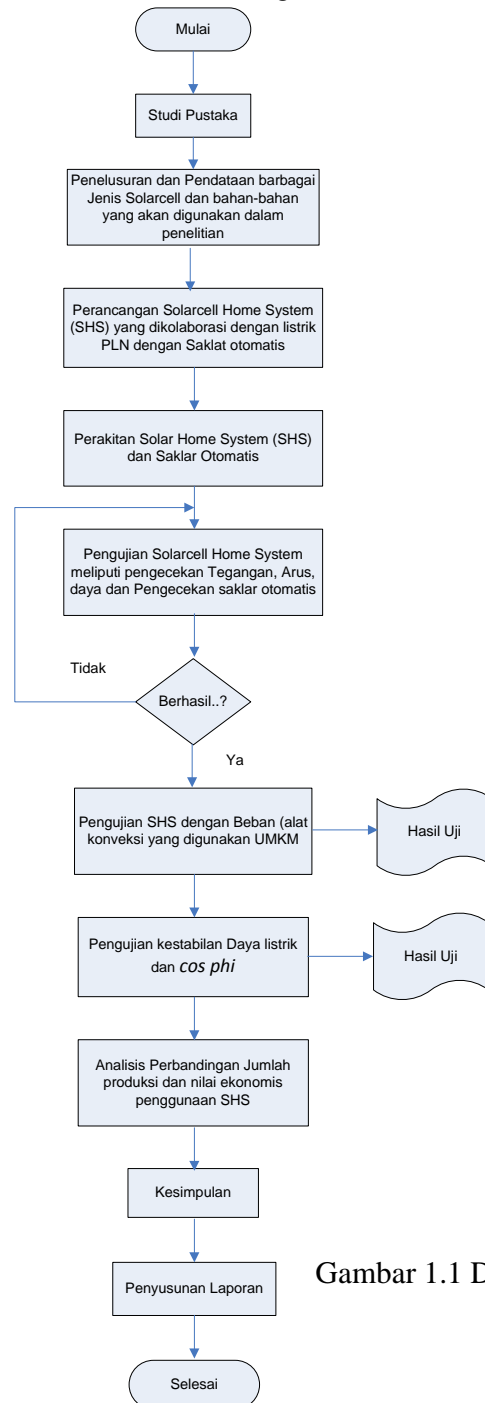 Mulai
Studi Pustaka
Penelusuran dan Pendataan barbagai
Jenis Solarcell dan bahan-bahan
yang akan digunakan dalam
penelitian
Perancangan Solarcell Home System
(SHS) yang dikolaborasi dengan listrik
PLN dengan Saklat otomatis
Perakitan Solar Home System (SHS)
dan Saklar Otomatis
Pengujian Solarcell Home System
meliputi pengecekan Tegangan, Arus,
daya dan Pengecekan saklar otomatis
Tidak
Berhasil..?
Ya
Pengujian SHS dengan Beban (alat
konveksi yang digunakan UMKM
Hasil Uji
Pengujian kestabilan Daya listrik
dan cos phi
Hasil Uji
Analisis Perbandingan Jumlah
produksi dan nilai ekonomis
penggunaan SHS
Kesimpulan
Penyusunan Laporan
Gambar 1.1 D
Selesai